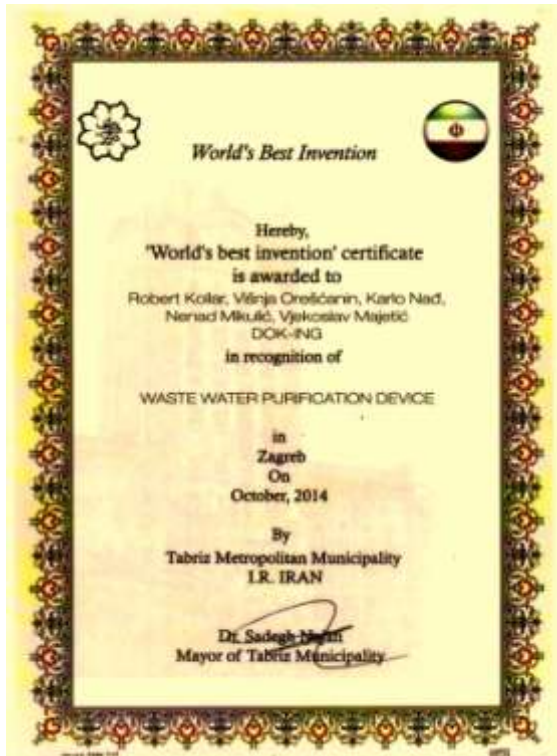 World's Best Invention
Hereby,
'World's best invention' certificate
is awarded to
Robert Kollar, Višnja Oreščanin, Karlo Nađ,
Nenad Mikulić, Vjekoslav Majetić
DOK-ING
in recognition of
WASTE WATER PURIFICATION DEVICE
in
Zagreb
On
October, 2014
By
Tabriz Metropolitan Municipality
I.R. IRAN
Dr. Sadegh
Mayor of Tabriz Municipality